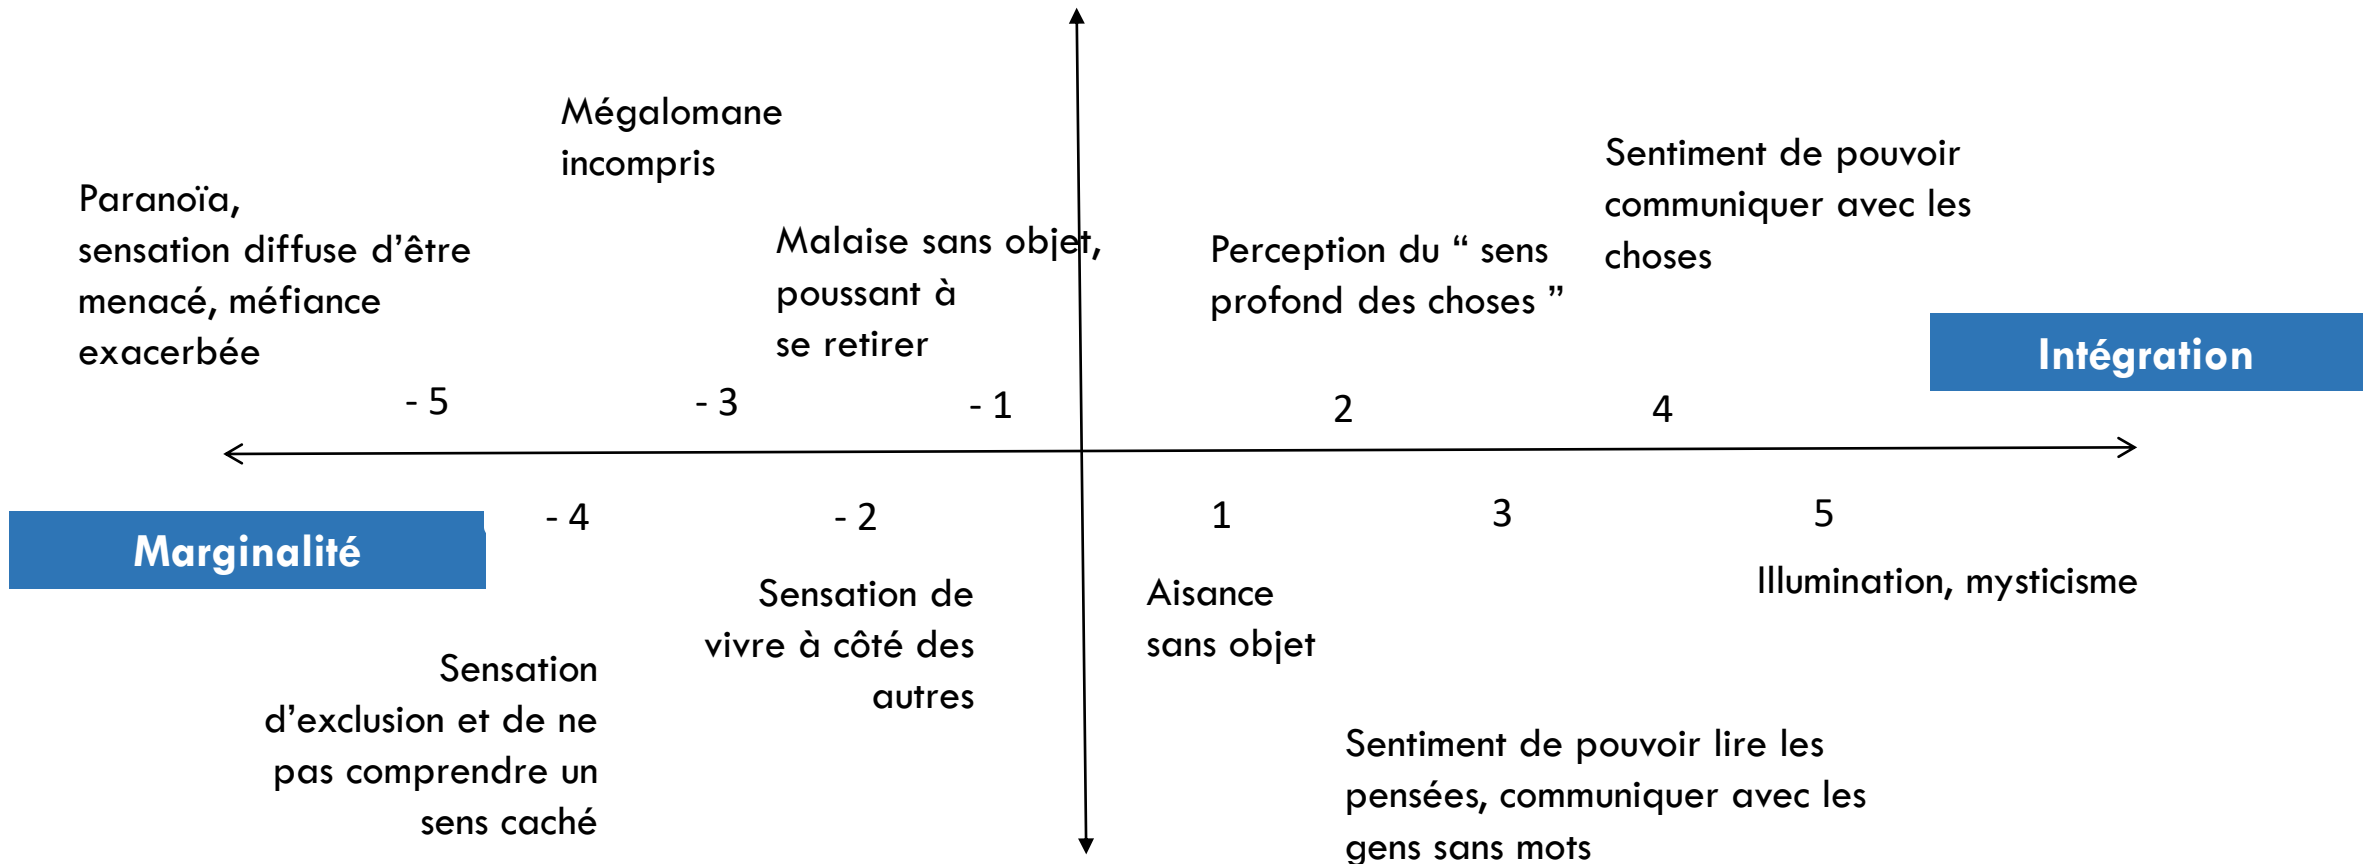 Mégalomane
incompris
Paranoïa,
sensation diffuse d’être
menacé, méfiance
exacerbée
Malaise sans objet,
poussant à
se retirer
Perception du “ sens
profond des choses ”
Sentiment de pouvoir
communiquer avec les
choses
Intégration
- 5
- 3
- 1
2
4
- 4
- 2
1
3
5
Marginalité
Sensation
d’exclusion et de ne
pas comprendre un
sens caché
Sensation de
vivre à côté des
autres
Aisance
sans objet
Illumination, mysticisme
Sentiment de pouvoir lire les
pensées, communiquer avec les
gens sans mots